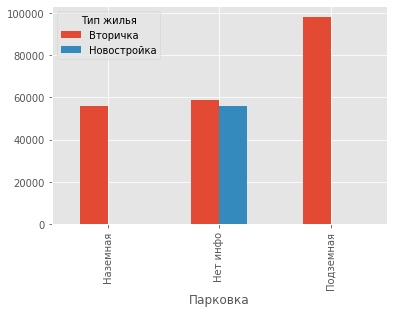 Тип жилья
Вторичка
Новостройка
100000
80000
60000
40000
20000
0
Наземная
Нет инфо
Подземная
Парковка